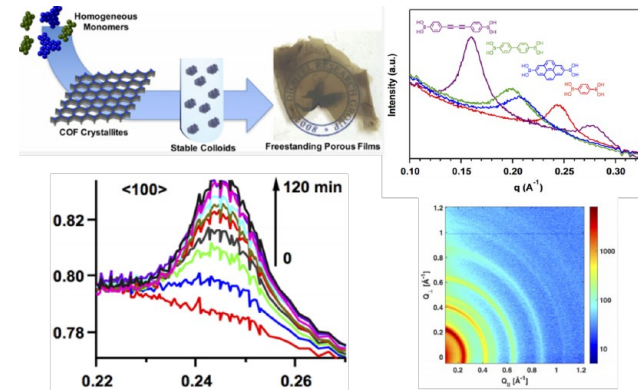 Homogeneous
Monomers
COF Crystallites
Stable Colloids
Freestanding Porous Films
Intensity (a.u.)
0.10
0.15
0.20
0.25
0.30
q (Å⁻¹)
<100>
120 min
0
0.82
0.80
0.78
0.22
0.24
0.26
1.2
1
0.8
0.6
0.4
0.2
0
Q⊥ [Å⁻¹]
0 0.2 0.4 0.6 0.8 1 1.2
Q∥ [Å⁻¹]
1000
100
10